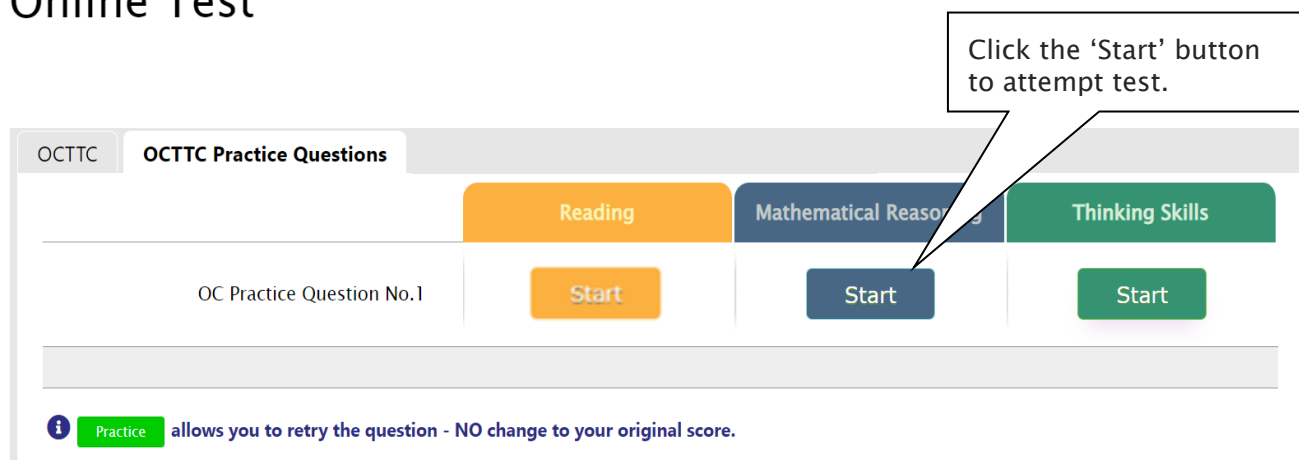 Online Test
Click the ‘Start’ button
to attempt test.
OCTTC OCTTC Practice Questions
Reading Mathematical Reasoning Thinking Skills
OC Practice Question No.1 Start Start Start
Practice allows you to retry the question - NO change to your original score.